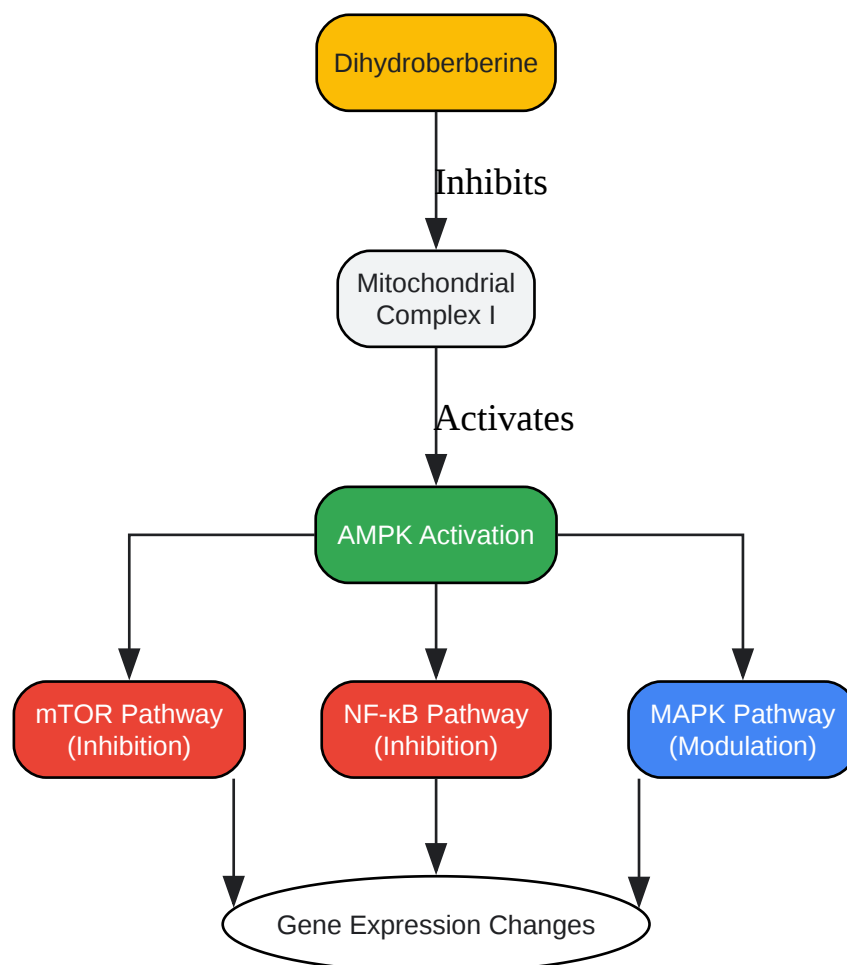 Dihydroberberine
Inhibits
Mitochondrial
Complex I
Activates
AMPK Activation
mTOR Pathway
(Inhibition)
NF-κB Pathway
(Inhibition)
MAPK Pathway
(Modulation)
Gene Expression Changes